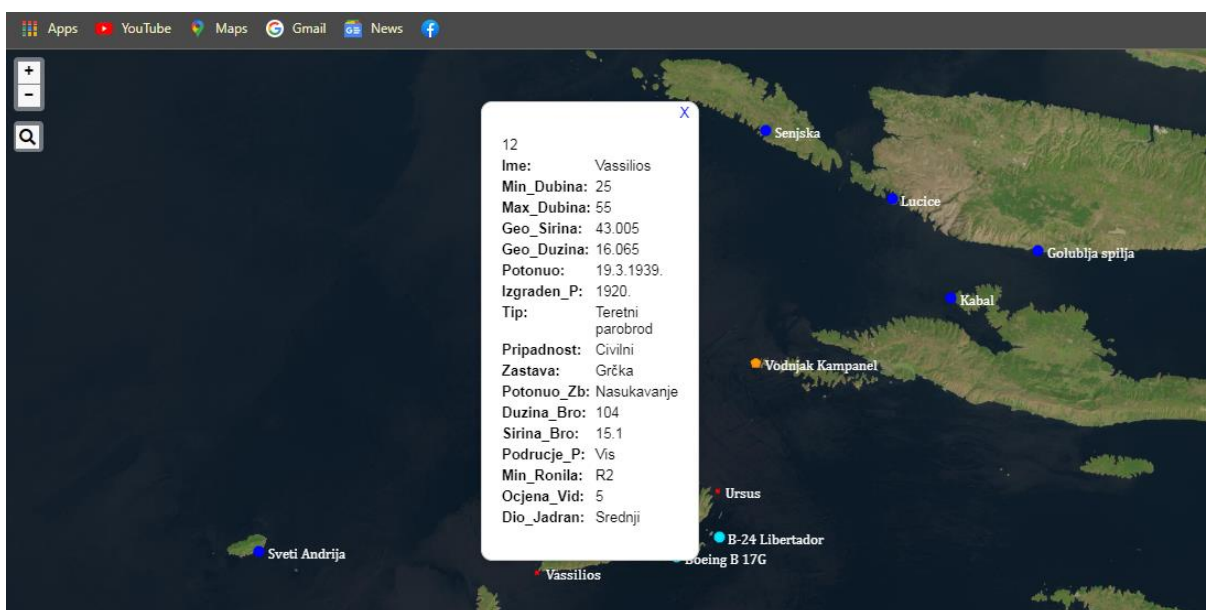 Apps YouTube Maps Gmail News
+
-
X
12
Ime: Vassilios
Min_Dubina: 25
Max_Dubina: 55
Geo_Sirina: 43.005
Geo_Duzina: 16.065
Potonuo: 19.3.1939.
Izgraden_P: 1920.
Tip: Teretni
parobrod
Pripadnost: Civilni
Zastava: Grčka
Potonuo_Zb: Nasukavanje
Duzina_Bro: 104
Sirina_Bro: 15.1
Podrucje_P: Vis
Min_Ronila: R2
Ocjena_Vid: 5
Dio_Jadran: Srednji
Senjska
Lucice
Golublja spilja
Kabal
Vodnjak Kampanel
Ursus
B-24 Libertador
Boeing B 17G
Sveti Andrija
Vassilios